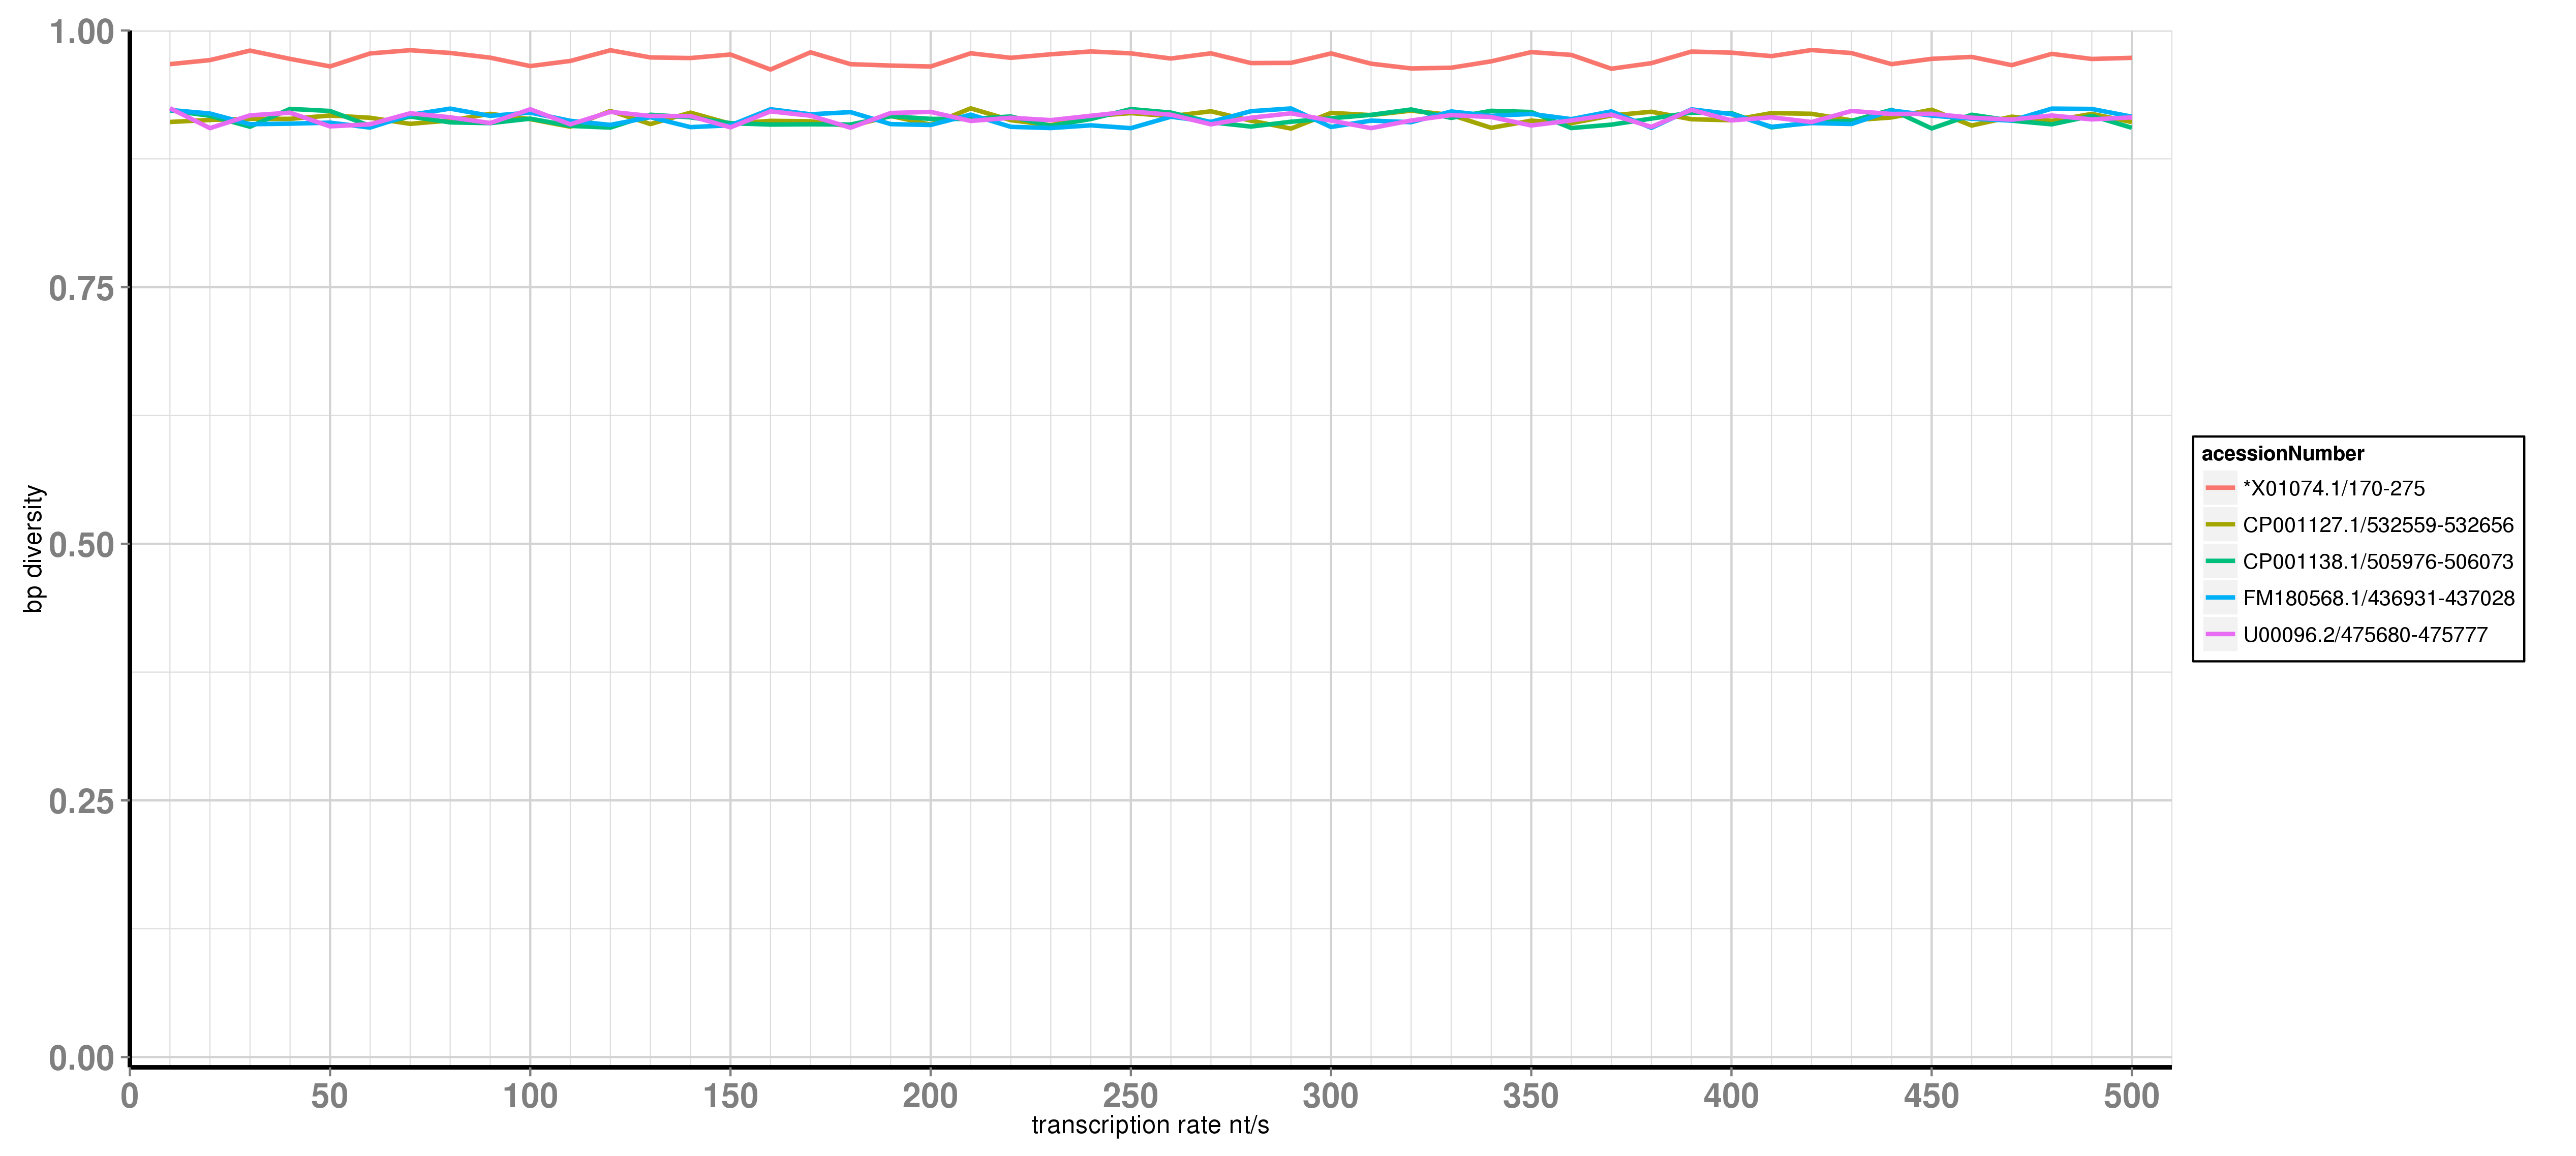 1.00
0.75
0.50
0.25
0.00
bp diversity
0 50 100 150 200 250 300 350 400 450 500
transcription rate nt/s
acessionNumber
*X01074.1/170-275
CP001127.1/532559-532656
CP001138.1/505976-506073
FM180568.1/436931-437028
U00096.2/475680-475777